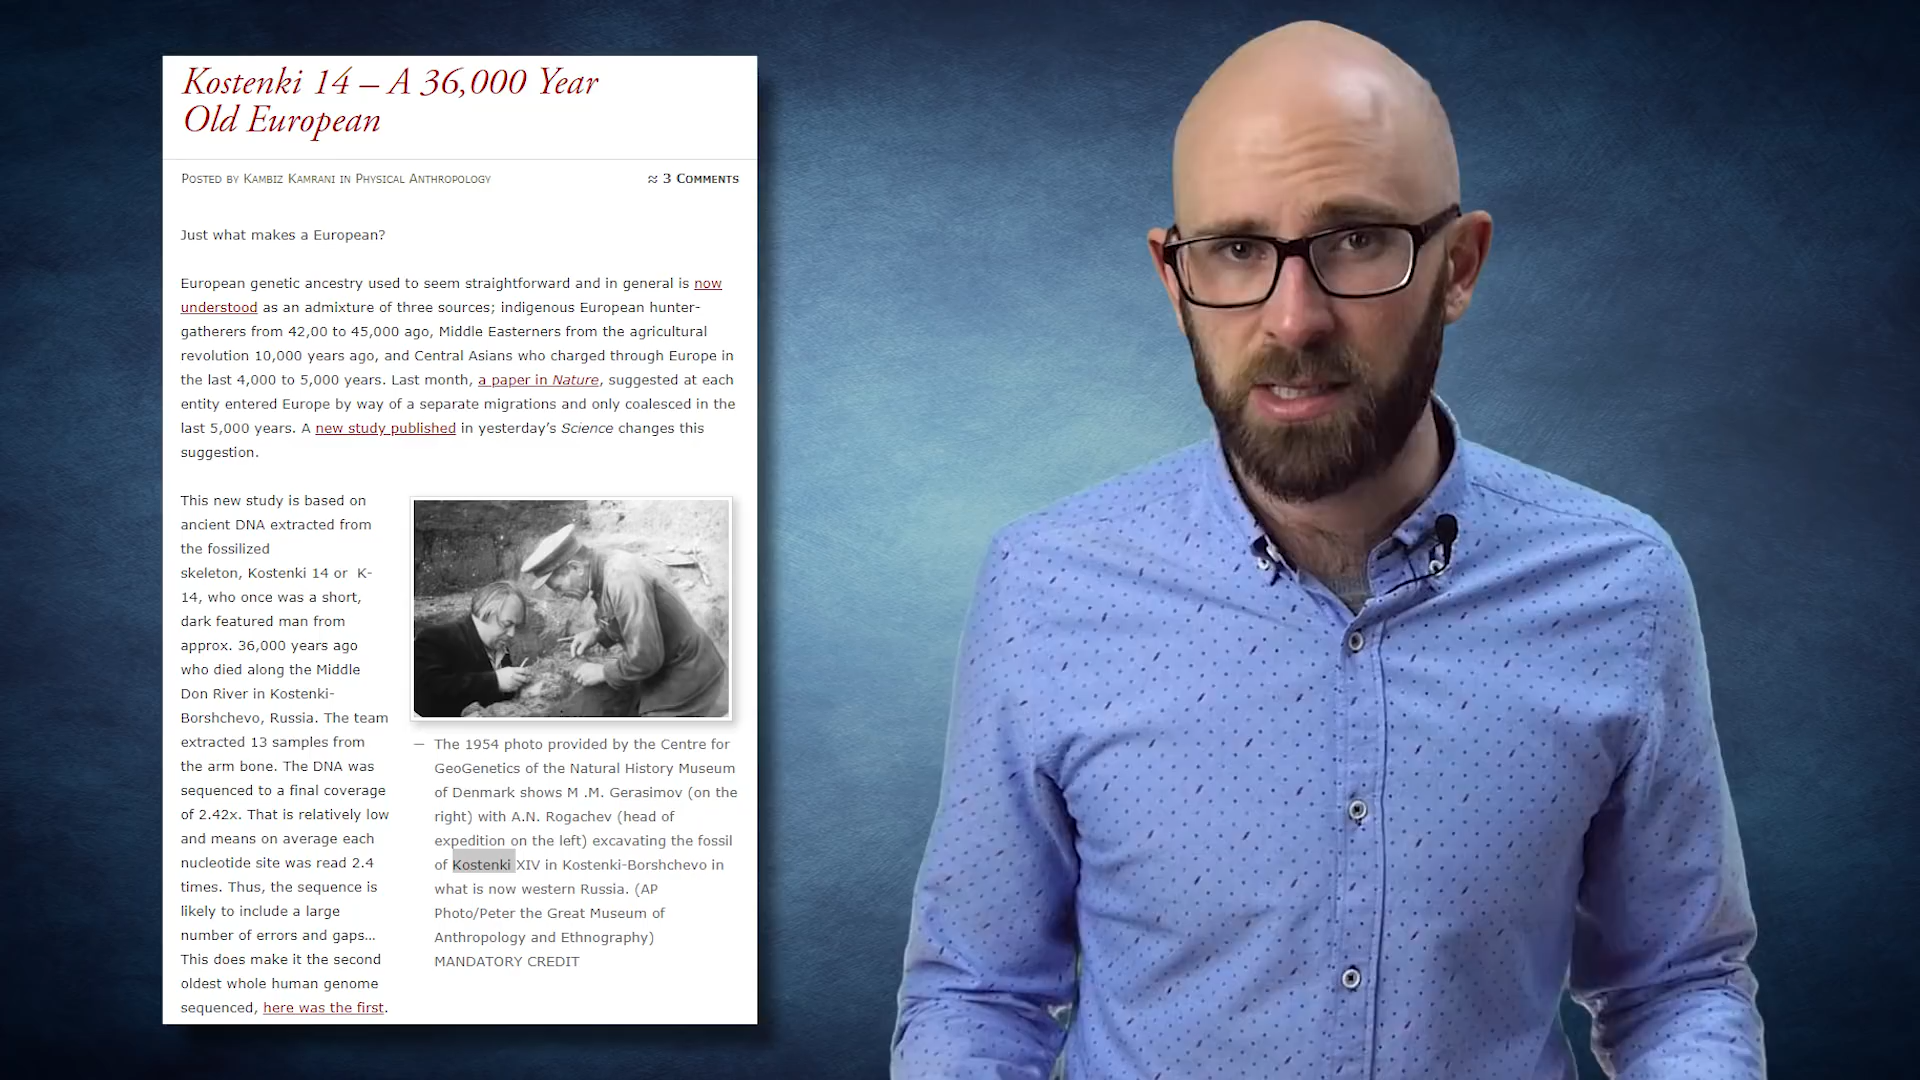 Kostenki 14 – A 36,000 Year
Old European
Posted by Kambiz Kamrani in Physical Anthropology
≈ 3 Comments
Just what makes a European?
European genetic ancestry used to seem straightforward and in general is now
understood as an admixture of three sources; indigenous European hunter-
gatherers from 42,00 to 45,000 ago, Middle Easterners from the agricultural
revolution 10,000 years ago, and Central Asians who charged through Europe in
the last 4,000 to 5,000 years. Last month, a paper in Nature, suggested at each
entity entered Europe by way of a separate migrations and only coalesced in the
last 5,000 years. A new study published in yesterday’s Science changes this
suggestion.
This new study is based on
ancient DNA extracted from
the fossilized
skeleton, Kostenki 14 or K-
14, who once was a short,
dark featured man from
approx. 36,000 years ago
who died along the Middle
Don River in Kostenki-
Borshchevo, Russia. The team
extracted 13 samples from
the arm bone. The DNA was
sequenced to a final coverage
of 2.42x. That is relatively low
and means on average each
nucleotide site was read 2.4
times. Thus, the sequence is
likely to include a large
number of errors and gaps…
This does make it the second
oldest whole human genome
sequenced, here was the first.
— The 1954 photo provided by the Centre for
GeoGenetics of the Natural History Museum
of Denmark shows M .M. Gerasimov (on the
right) with A.N. Rogachev (head of
expedition on the left) excavating the fossil
of Kostenki XIV in Kostenki-Borshchevo in
what is now western Russia. (AP
Photo/Peter the Great Museum of
Anthropology and Ethnography)
MANDATORY CREDIT